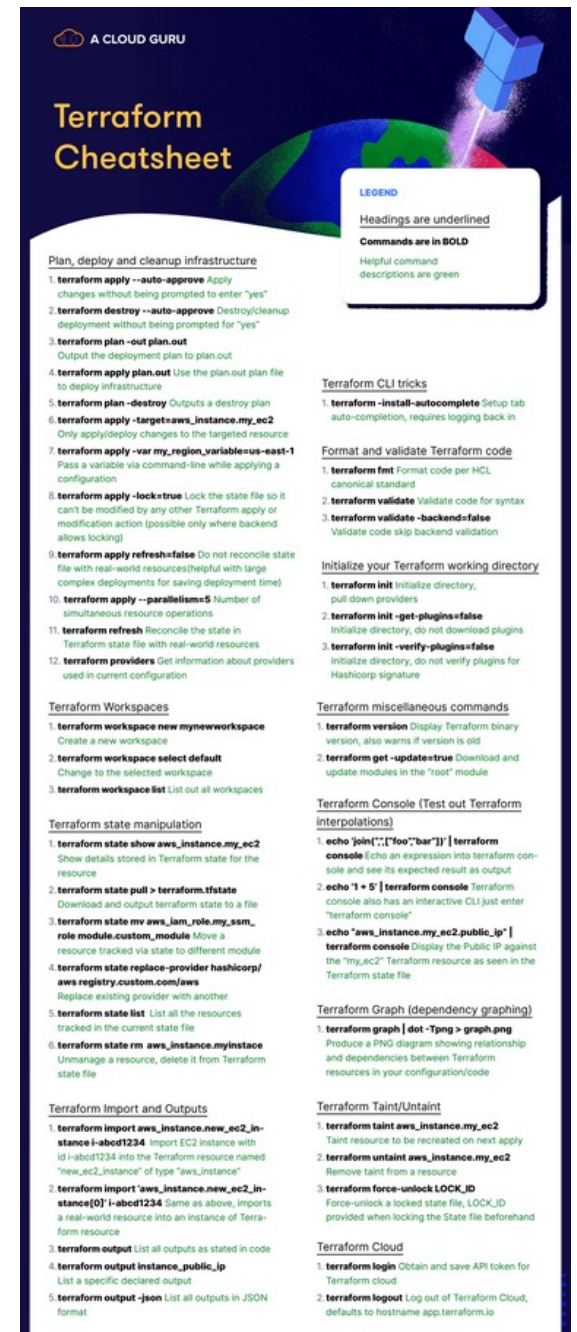 A CLOUD GURU
Terraform
Cheatsheet
LEGEND
Headings are underlined
Commands are in BOLD
Helpful command
descriptions are green
Plan, deploy and cleanup infrastructure
1. terraform apply --auto-approve Apply
changes without being prompted to enter "yes"
2. terraform destroy --auto-approve Destroy/cleanup
deployment without being prompted for "yes"
3. terraform plan -out plan.out
Output the deployment plan to plan.out
4. terraform apply plan.out Use the plan.out plan file
to deploy infrastructure
5. terraform plan -destroy Outputs a destroy plan
6. terraform apply -target=aws_instance.my_ec2
Only apply/deploy changes to the targeted resource
7. terraform apply -var my_region_variable=us-east-1
Pass a variable via command-line while applying a
configuration
8. terraform apply -lock=true Lock the state file so it
can't be modified by any other Terraform apply or
modification action (possible only where backend
allows locking)
9. terraform apply refresh=false Do not reconcile state
file with real-world resources(helpful with large
complex deployments for saving deployment time)
10. terraform apply --parallelism=5 Number of
simultaneous resource operations
11. terraform refresh Reconcile the state in
Terraform state file with real-world resources
12. terraform providers Get information about providers
used in current configuration
Terraform Workspaces
1. terraform workspace new mynewworkspace
Create a new workspace
2. terraform workspace select default
Change to the selected workspace
3. terraform workspace list List out all workspaces
Terraform state manipulation
1. terraform state show aws_instance.my_ec2
Show details stored in Terraform state for the
resource
2. terraform state pull > terraform.tfstate
Download and output terraform state to a file
3. terraform state mv aws_iam_role.my_ssm_
role module.custom_module Move a
resource tracked via state to different module
4. terraform state replace-provider hashicorp/
aws registry.custom.com/aws
Replace existing provider with another
5. terraform state list List all the resources
tracked in the current state file
6. terraform state rm aws_instance.myinstace
Unmanage a resource, delete it from Terraform
state file
Terraform Import and Outputs
1. terraform import aws_instance.new_ec2_in-
stance i-abcd1234 Import EC2 instance with
id i-abcd1234 into the Terraform resource named
"new_ec2_instance" of type "aws_instance"
2. terraform import 'aws_instance.new_ec2_in-
stance[0]' i-abcd1234 Same as above, imports
a real-world resource into an instance of Terra-
form resource
3. terraform output List all outputs as stated in code
4. terraform output instance_public_ip
List a specific declared output
5. terraform output -json List all outputs in JSON
format
Terraform CLI tricks
1. terraform -install-autocomplete Setup tab
auto-completion, requires logging back in
Format and validate Terraform code
1. terraform fmt Format code per HCL
canonical standard
2. terraform validate Validate code for syntax
3. terraform validate -backend=false
Validate code skip backend validation
Initialize your Terraform working directory
1. terraform init Initialize directory,
pull down providers
2. terraform init -get-plugins=false
Initialize directory, do not download plugins
3. terraform init -verify-plugins=false
Initialize directory, do not verify plugins for
Hashicorp signature
Terraform miscellaneous commands
1. terraform version Display Terraform binary
version, also warns if version is old
2. terraform get -update=true Download and
update modules in the "root" module
Terraform Console (Test out Terraform
interpolations)
1. echo 'join(",",["foo","bar"])' | terraform
console Echo an expression into terraform con-
sole and see its expected result as output
2. echo '1 + 5' | terraform console Terraform
console also has an interactive CLI just enter
"terraform console"
3. echo "aws_instance.my_ec2.public_ip" |
terraform console Display the Public IP against
the "my_ec2" Terraform resource as seen in the
Terraform state file
Terraform Graph (dependency graphing)
1. terraform graph | dot -Tpng > graph.png
Produce a PNG diagram showing relationship
and dependencies between Terraform
resources in your configuration/code
Terraform Taint/Untaint
1. terraform taint aws_instance.my_ec2
Taint resource to be recreated on next apply
2. terraform untaint aws_instance.my_ec2
Remove taint from a resource
3. terraform force-unlock LOCK_ID
Force-unlock a locked state file, LOCK_ID
provided when locking the State file beforehand
Terraform Cloud
1. terraform login Obtain and save API token for
Terraform cloud
2. terraform logout Log out of Terraform Cloud,
defaults to hostname app.terraform.io